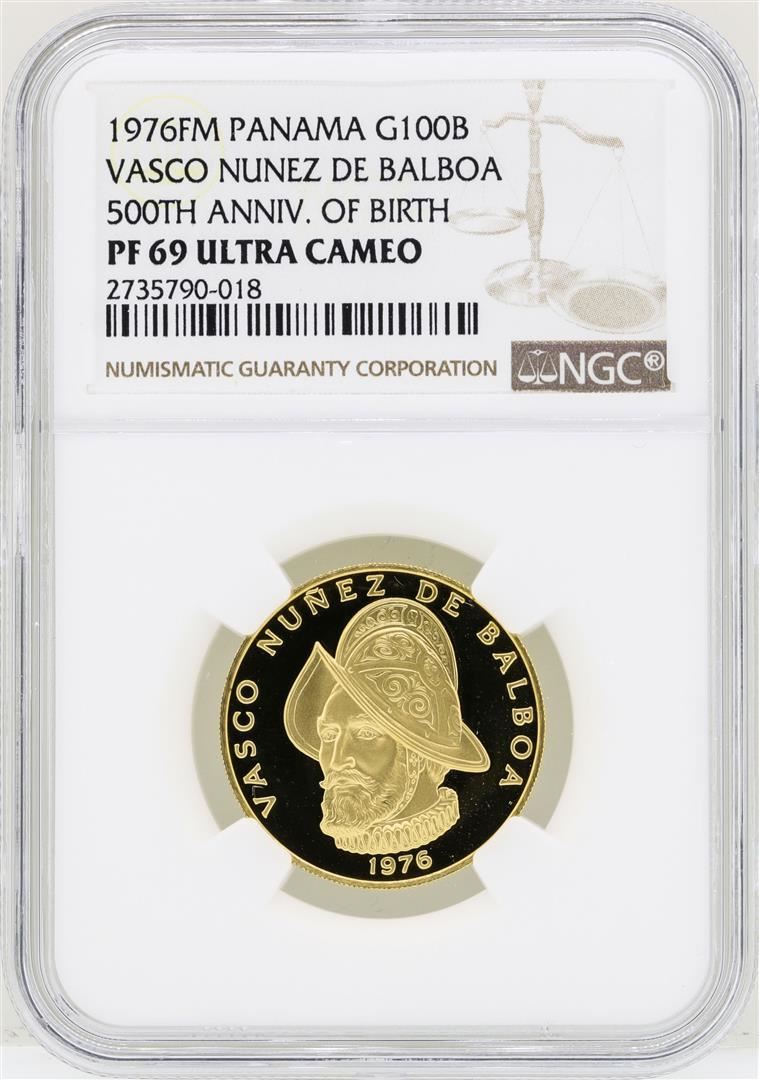 1976FM PANAMA G100B
VASCO NUNEZ DE BALBOA
500TH ANNIV. OF BIRTH
PF 69 ULTRA CAMEO
2735790-018
NUMISMATIC GUARANTY CORPORATION
NGC®
VASCO NUÑEZ DE BALBOA
1976